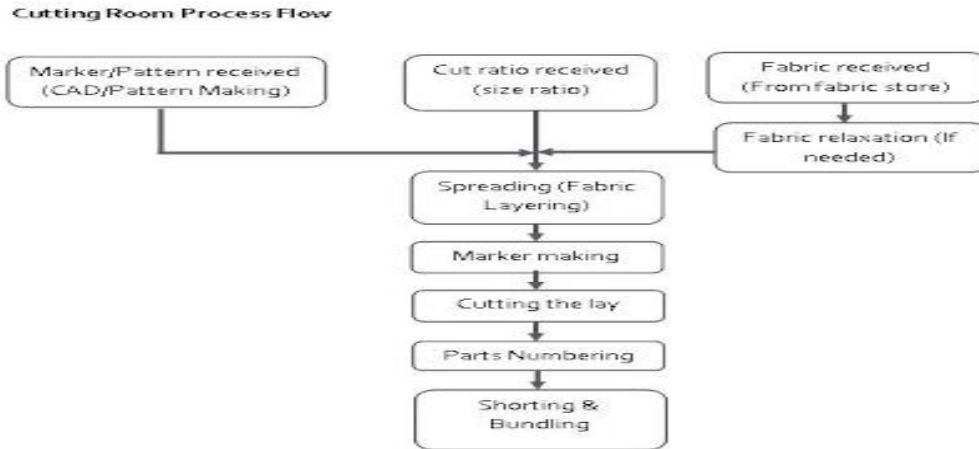 Cutting Room Process Flow
Marker/Pattern received
(CAD/Pattern Making)
Cut ratio received
(size ratio)
Fabric received
(From fabric store)
Fabric relaxation (If
needed)
Spreading (Fabric
Layering)
Marker making
Cutting the lay
Parts Numbering
Shorting &
Bundling